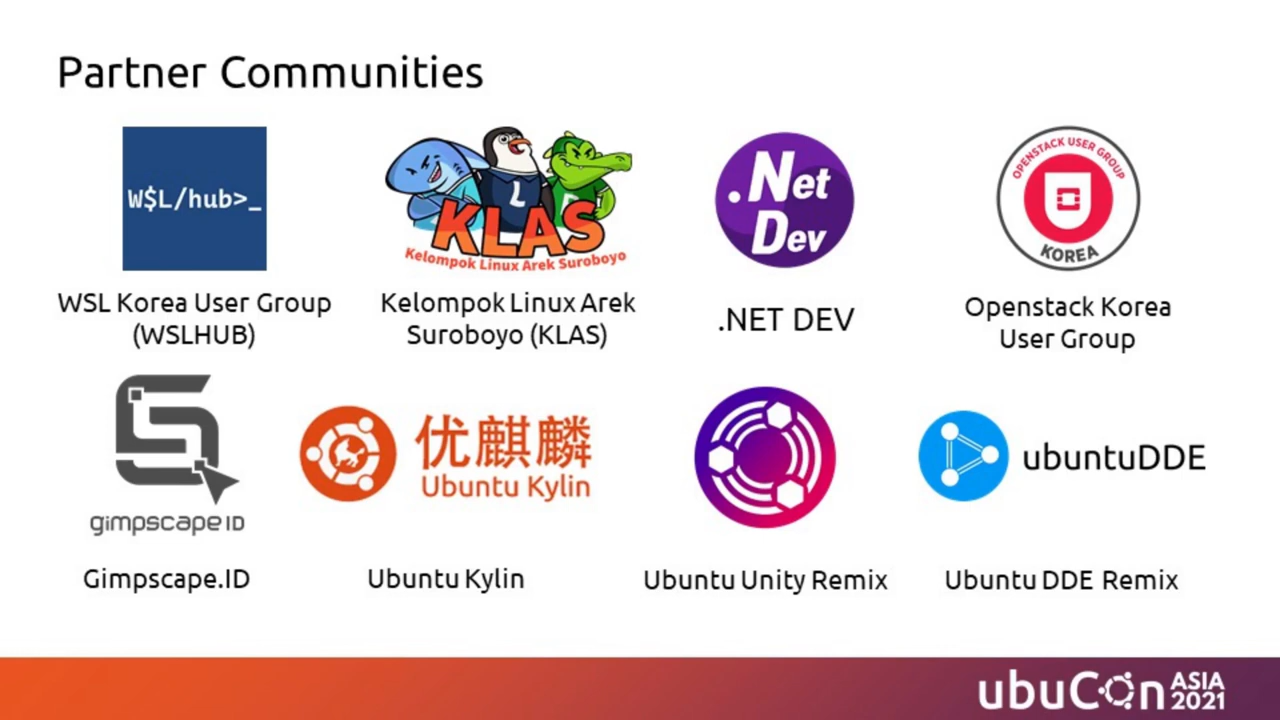 Partner Communities
W$L/hub>_
KLAS
Kelompok Linux Arek Suroboyo
L
.Net
Dev
OPENSTACK USER GROUP
KOREA
WSL Korea User Group
(WSLHUB)
Kelompok Linux Arek
Suroboyo (KLAS)
.NET DEV
Openstack Korea
User Group
gimpscape ID
优麒麟
Ubuntu Kylin
ubuntuDDE
Gimpscape.ID
Ubuntu Kylin
Ubuntu Unity Remix
Ubuntu DDE Remix
ubuCon ASIA
2021